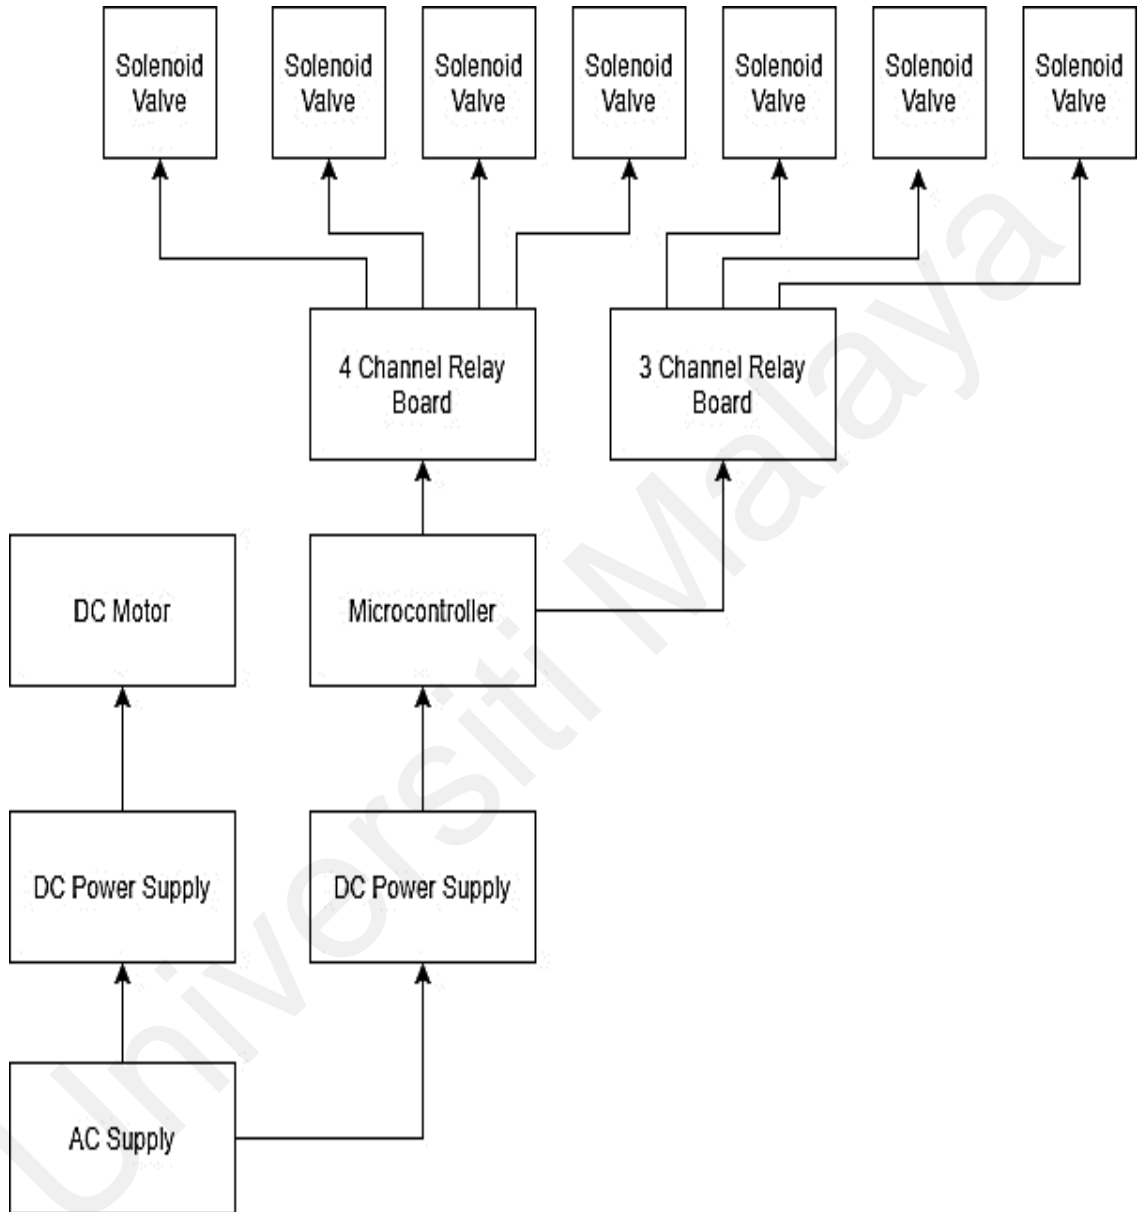 Solenoid
Valve
Solenoid
Valve
Solenoid
Valve
Solenoid
Valve
Solenoid
Valve
Solenoid
Valve
Solenoid
Valve
4 Channel Relay
Board
3 Channel Relay
Board
DC Motor
Microcontroller
DC Power Supply
DC Power Supply
AC Supply
Universiti Malaya